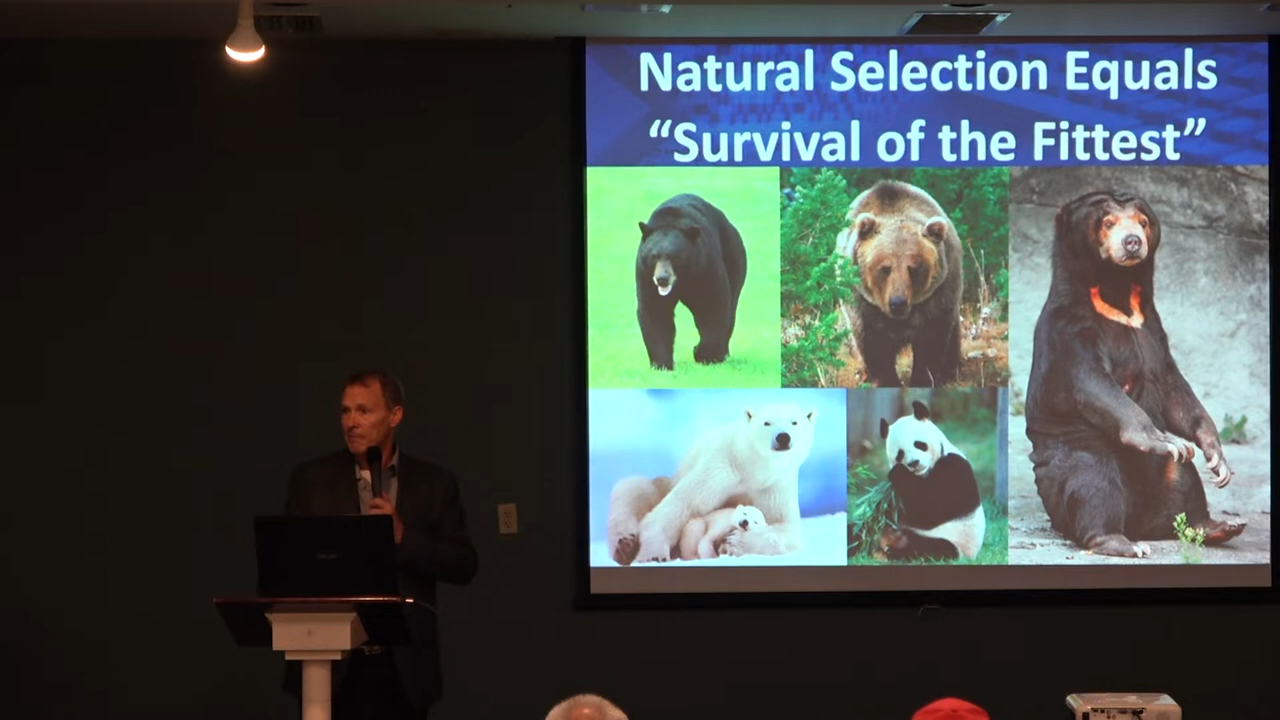 Natural Selection Equals
“Survival of the Fittest”